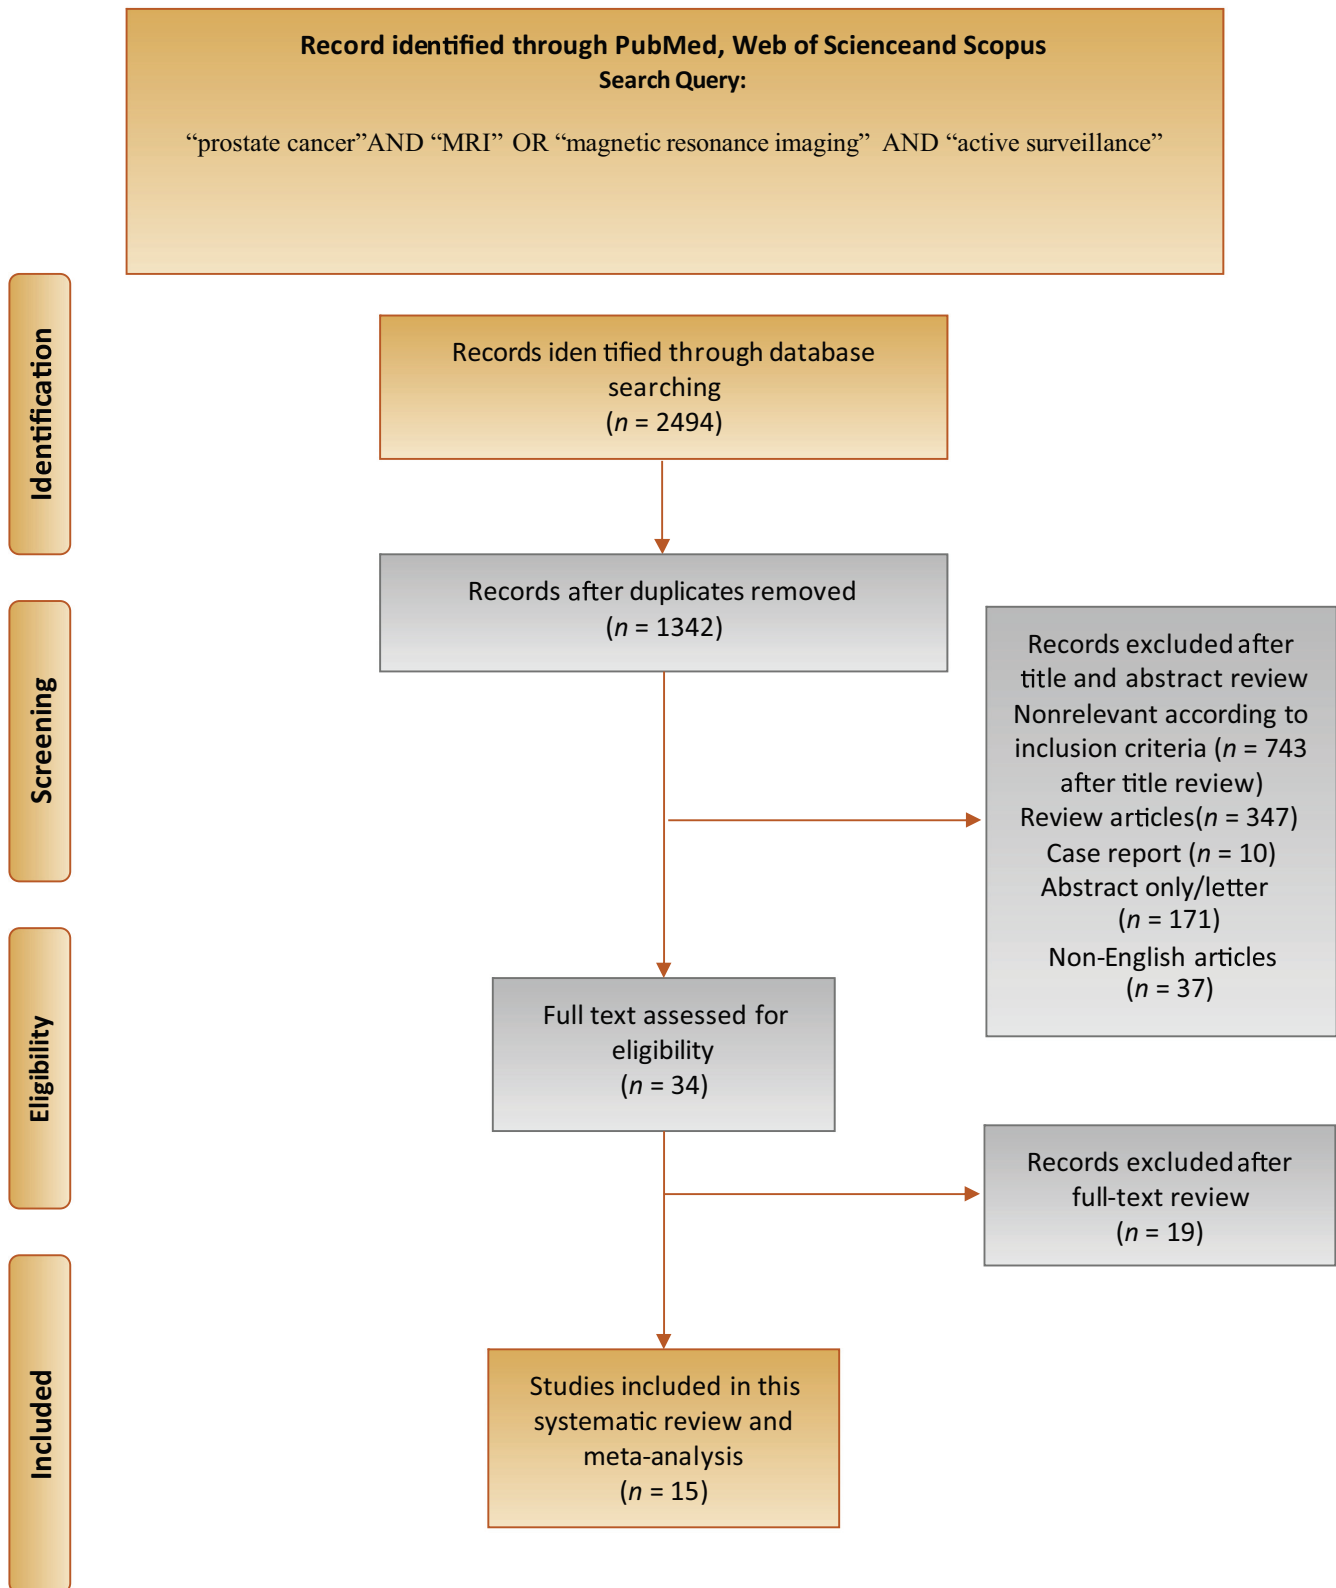 Record identified through PubMed, Web of Scienceand Scopus
Search Query:
“prostate cancer”AND “MRI” OR “magnetic resonance imaging” AND “active surveillance”
Identification
Records iden tified through database
searching
(n = 2494)
Records after duplicates removed
(n = 1342)
Screening
Records excluded after
title and abstract review
Nonrelevant according to
inclusion criteria (n = 743
after title review)
Review articles(n = 347)
Case report (n = 10)
Abstract only/letter
(n = 171)
Non-English articles
(n = 37)
Eligibility
Full text assessed for
eligibility
(n = 34)
Records excluded after
full-text review
(n = 19)
Included
Studies included in this
systematic review and
meta-analysis
(n = 15)